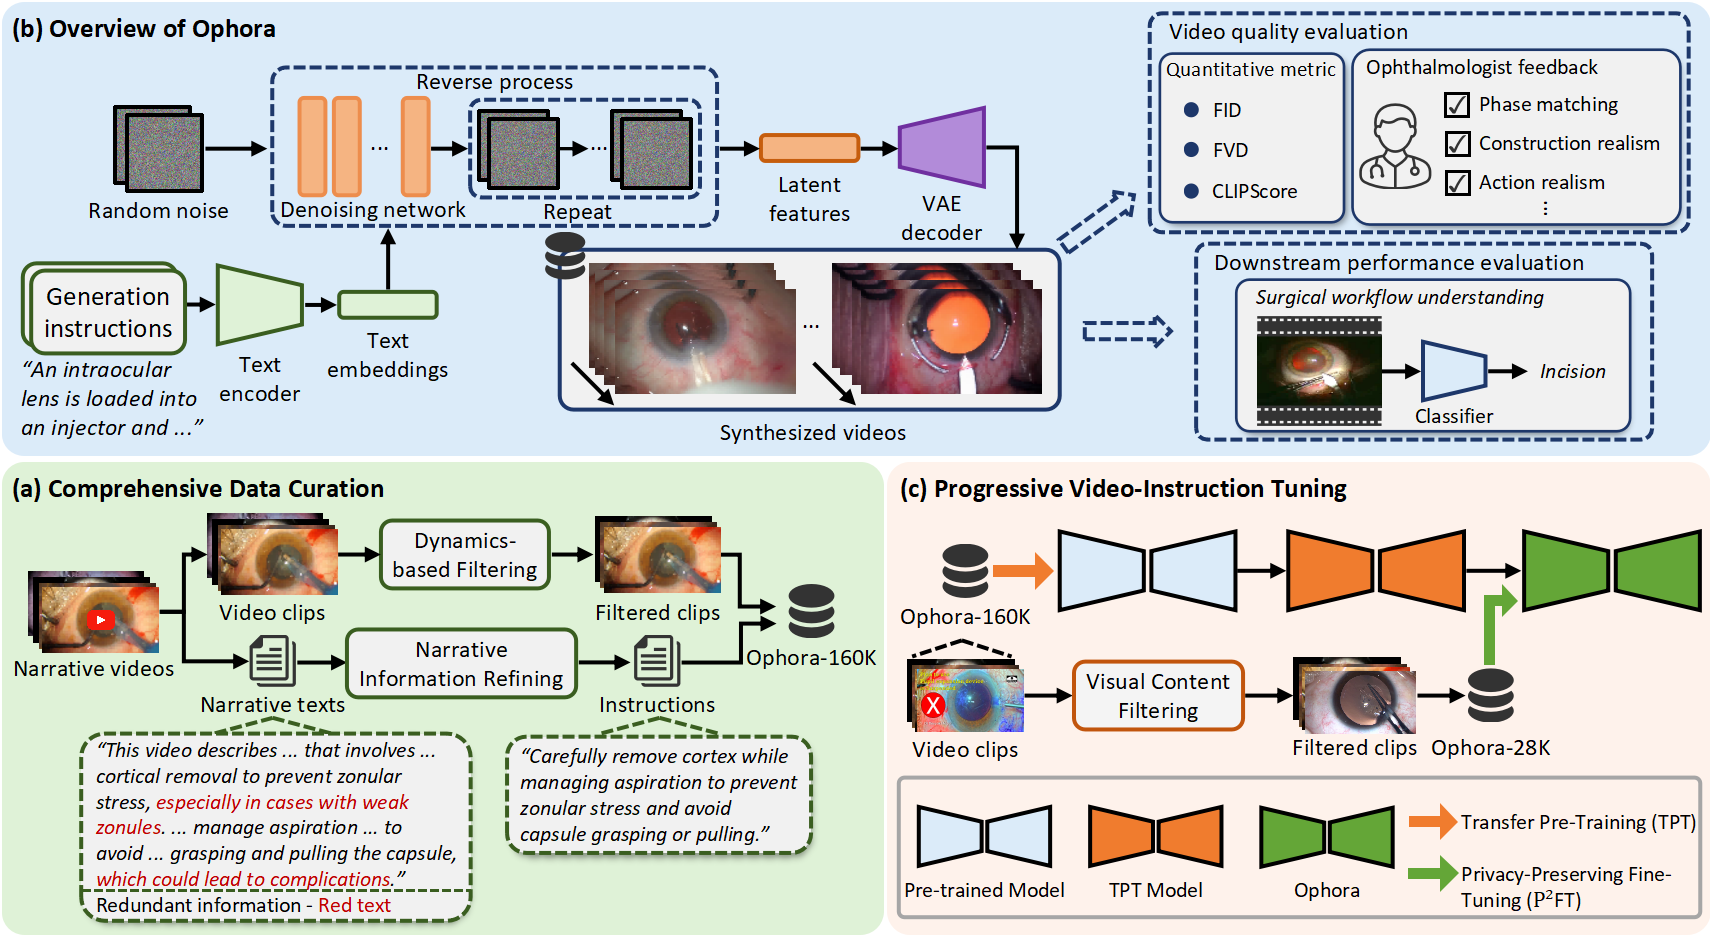 (b) Overview of Ophora
Reverse process
...
...
Random noise
Denoising network
Repeat
Latent
features
VAE
decoder
Generation
instructions
Text
encoder
Text
embeddings
“An intraocular
lens is loaded into
an injector and ...”
...
Synthesized videos
Video quality evaluation
Quantitative metric
FID
FVD
CLIPScore
Ophthalmologist feedback
Phase matching
Construction realism
Action realism
...
Downstream performance evaluation
Surgical workflow understanding
Classifier
Incision
(a) Comprehensive Data Curation
Narrative videos
Video clips
Dynamics-
based Filtering
Filtered clips
Narrative texts
Narrative
Information Refining
Instructions
Ophora-160K
“This video describes ... that involves ...
cortical removal to prevent zonular
stress, especially in cases with weak
zonules. ... manage aspiration ... to
avoid ... grasping and pulling the capsule,
which could lead to complications.”
Redundant information - Red text
“Carefully remove cortex while
managing aspiration to prevent
zonular stress and avoid
capsule grasping or pulling.”
(c) Progressive Video-Instruction Tuning
Ophora-160K
X
Video clips
Visual Content
Filtering
Filtered clips
Ophora-28K
Pre-trained Model
TPT Model
Ophora
Transfer Pre-Training (TPT)
Privacy-Preserving Fine-
Tuning (P²FT)